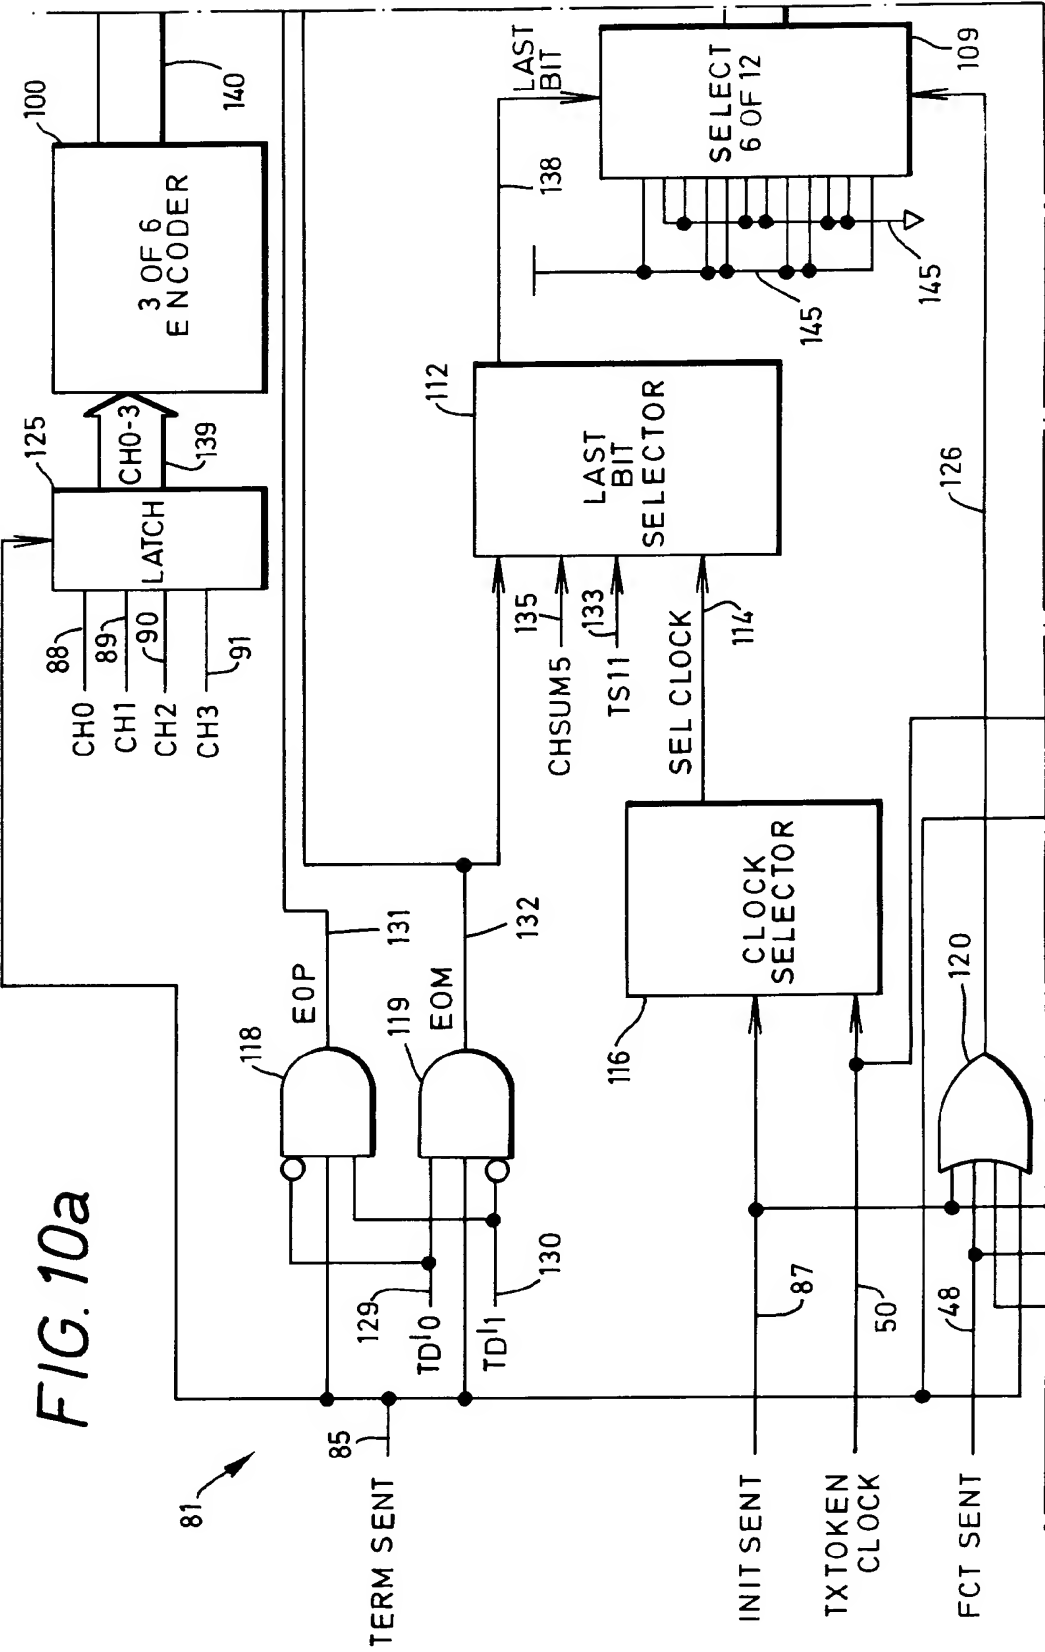 FIG. 10a
81
TERM SENT
85
INIT SENT
87
TXTOKEN
CLOCK
50
FCT SENT
48
129
TD'0
TD'1
130
118
EOP
131
119
EOM
132
120
126
116
CLOCK
SELECTOR
SEL CLOCK
114
CH0
88
CH1
89
CH2
90
CH3
91
125
LATCH
CH0-3
139
100
3 OF 6
ENCODER
140
CHSUM5
135
TS11
133
112
LAST
BIT
SELECTOR
138
LAST
BIT
145
145
SELECT
6 OF 12
109